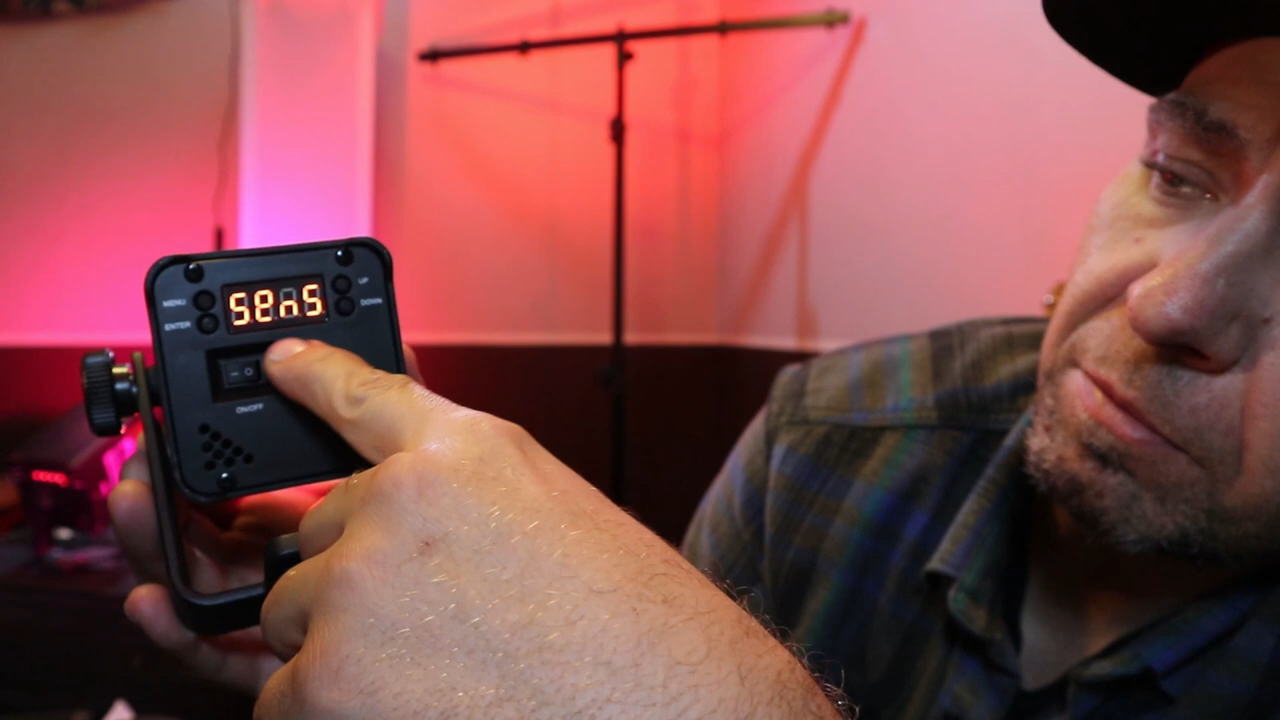 SEnS
MENU
UP
ENTER
DOWN
– O
ON/OFF